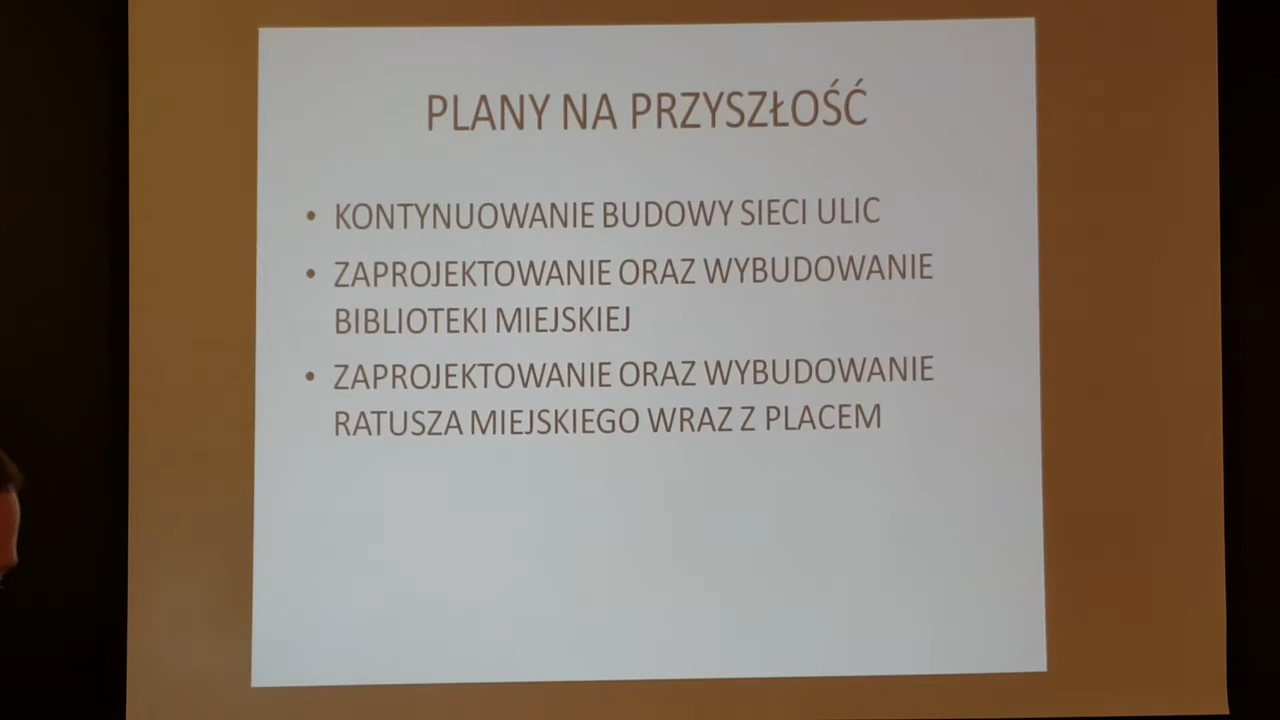 PLANY NA PRZYSZŁOŚĆ
• KONTYNUOWANIE BUDOWY SIECI ULIC
• ZAPROJEKTOWANIE ORAZ WYBUDOWANIE
BIBLIOTEKI MIEJSKIEJ
• ZAPROJEKTOWANIE ORAZ WYBUDOWANIE
RATUSZA MIEJSKIEGO WRAZ Z PLACEM